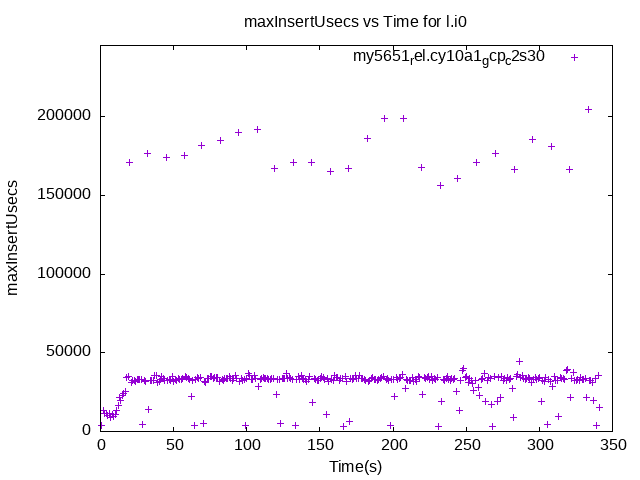 maxInsertUsecs vs Time for l.i0
my5651rel.cy10a1gcpc2s30
200000
150000
100000
50000
0
maxInsertUsecs
0 50 100 150 200 250 300 350
Time(s)